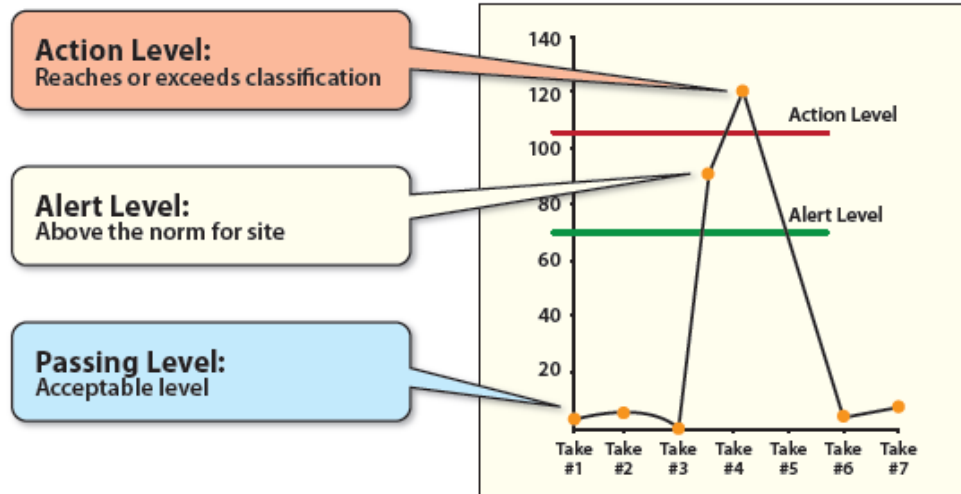 Action Level:
Reaches or exceeds classification
Alert Level:
Above the norm for site
Passing Level:
Acceptable level
140
120
100
80
60
40
20
Action Level
Alert Level
Take Take Take Take Take Take Take
#1 #2 #3 #4 #5 #6 #7